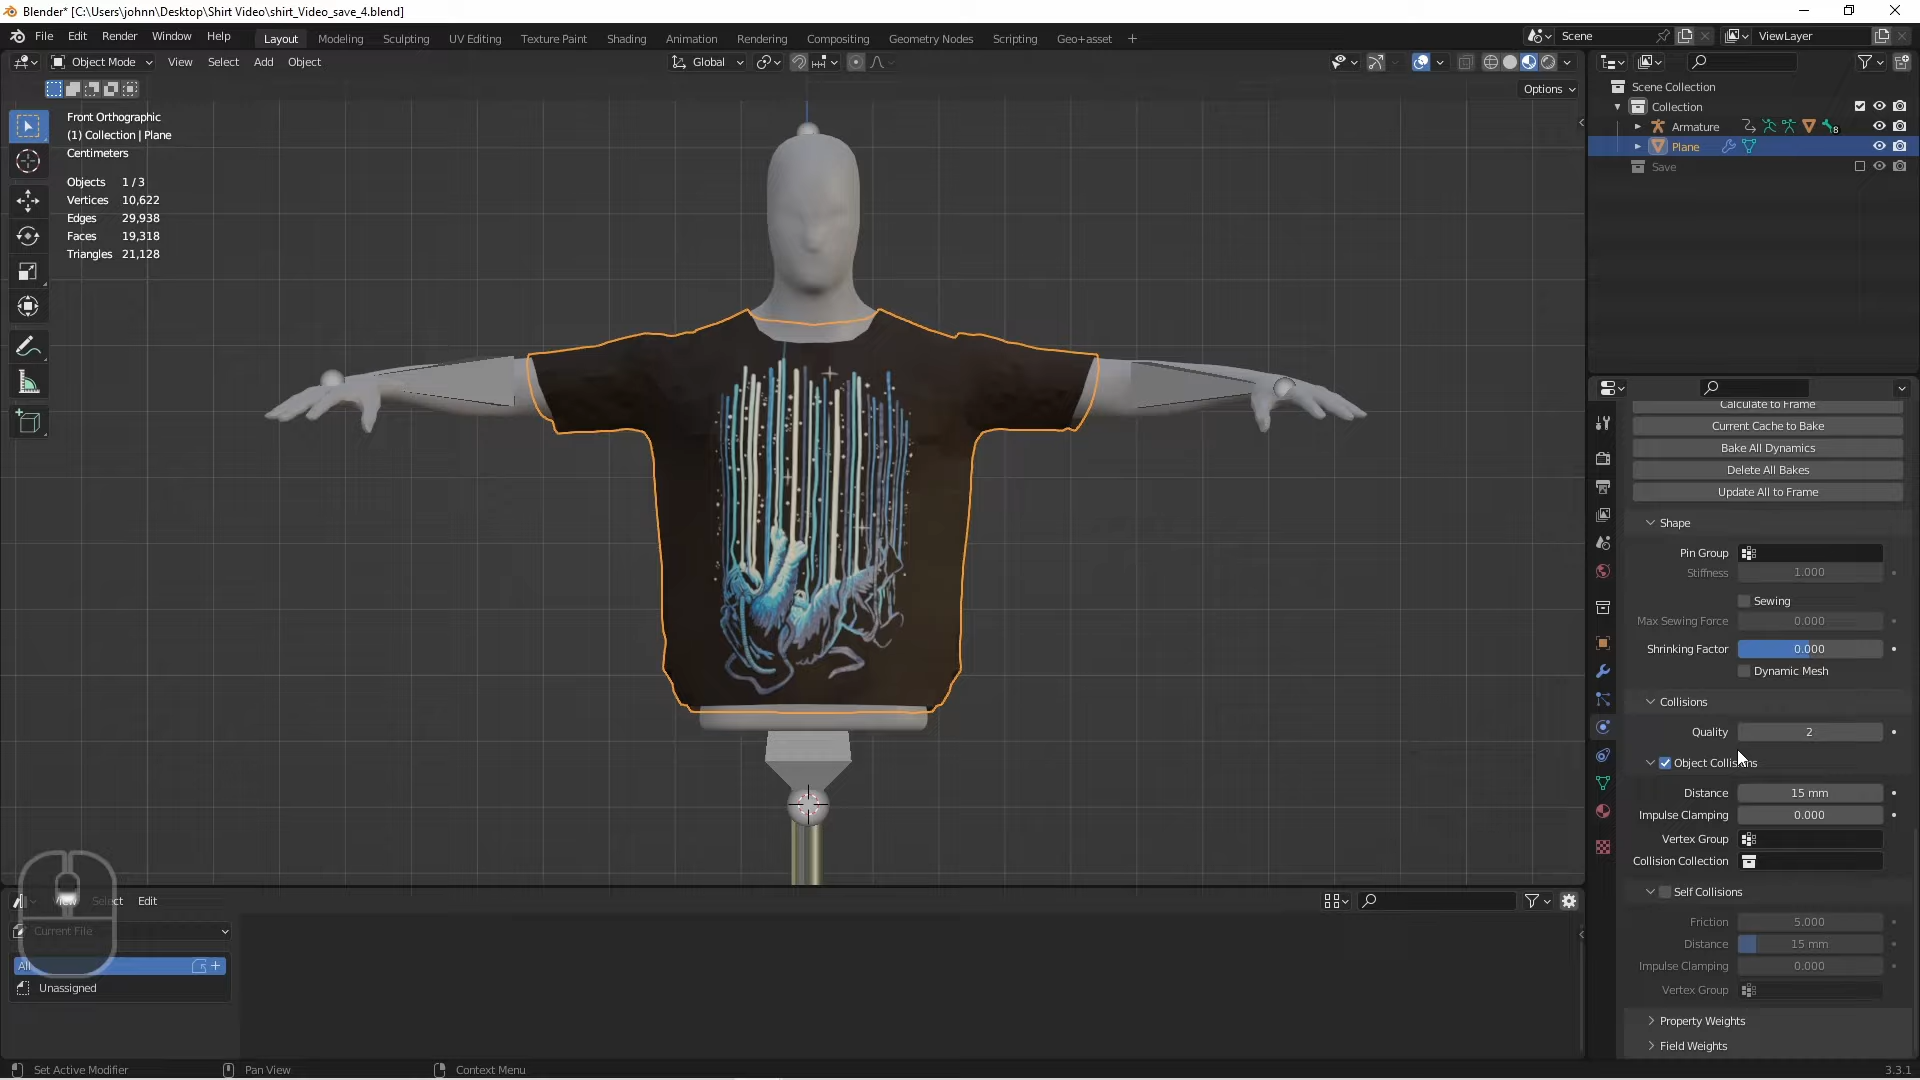 Blender* [C:\Users\johnn\Desktop\Shirt Video\shirt_Video_save_4.blend]
File Edit Render Window Help Layout Modeling Sculpting UV Editing Texture Paint Shading Animation Rendering Compositing Geometry Nodes Scripting Geo+asset + Scene ViewLayer
Object Mode View Select Add Object Global
Options
Front Orthographic
(1) Collection | Plane
Centimeters
Objects 1/3
Vertices 10,622
Edges 29,938
Faces 19,318
Triangles 21,128
Scene Collection
Collection
Armature 8
Plane
Save
Calculate to Frame
Current Cache to Bake
Bake All Dynamics
Delete All Bakes
Update All to Frame
Shape
Pin Group
Stiffness 1.000
Sewing
Max Sewing Force 0.000
Shrinking Factor 0.000
Dynamic Mesh
Collisions
Quality 2
Object Collisions
Distance 15 mm
Impulse Clamping 0.000
Vertex Group
Collision Collection
Self Collisions
Friction 5.000
Distance 15 mm
Impulse Clamping 0.000
Vertex Group
Property Weights
Field Weights
View Select Edit
Current File
All
Unassigned
Set Active Modifier Pan View Context Menu 3.3.1